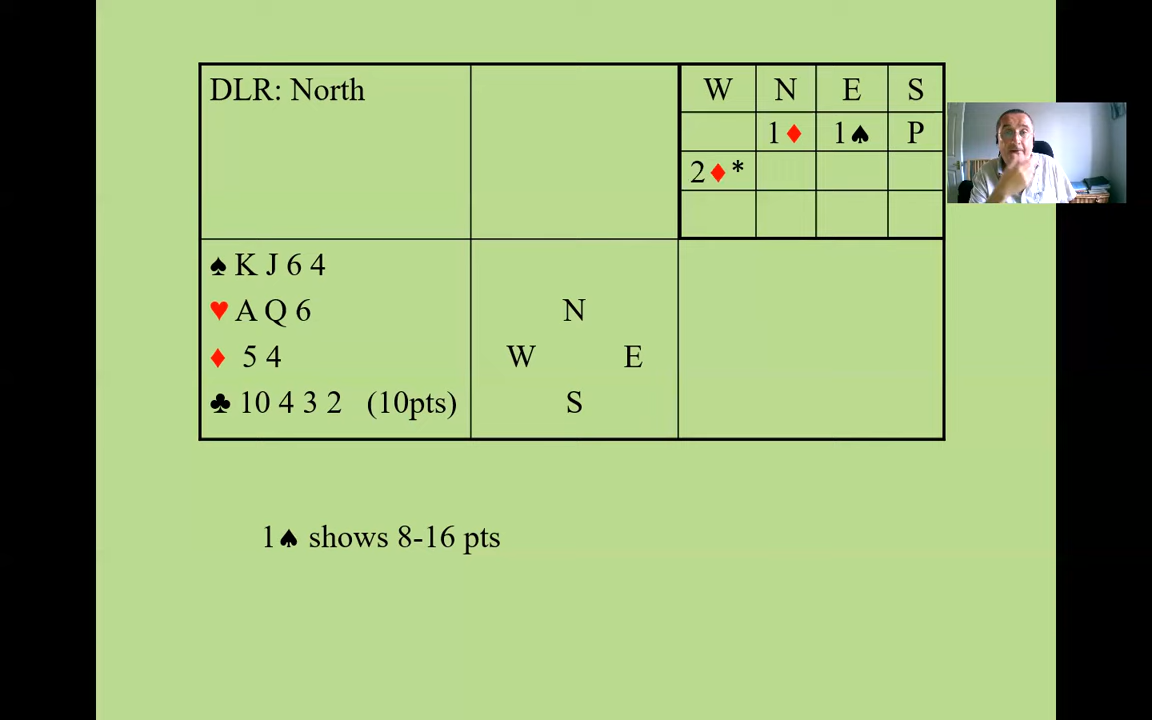 DLR: North
W N E S
1♦ 1♠ P
2♦*
♠ K J 6 4
♥ A Q 6
♦ 5 4
♣ 10 4 3 2 (10pts)
N
W E
S
1♠ shows 8-16 pts